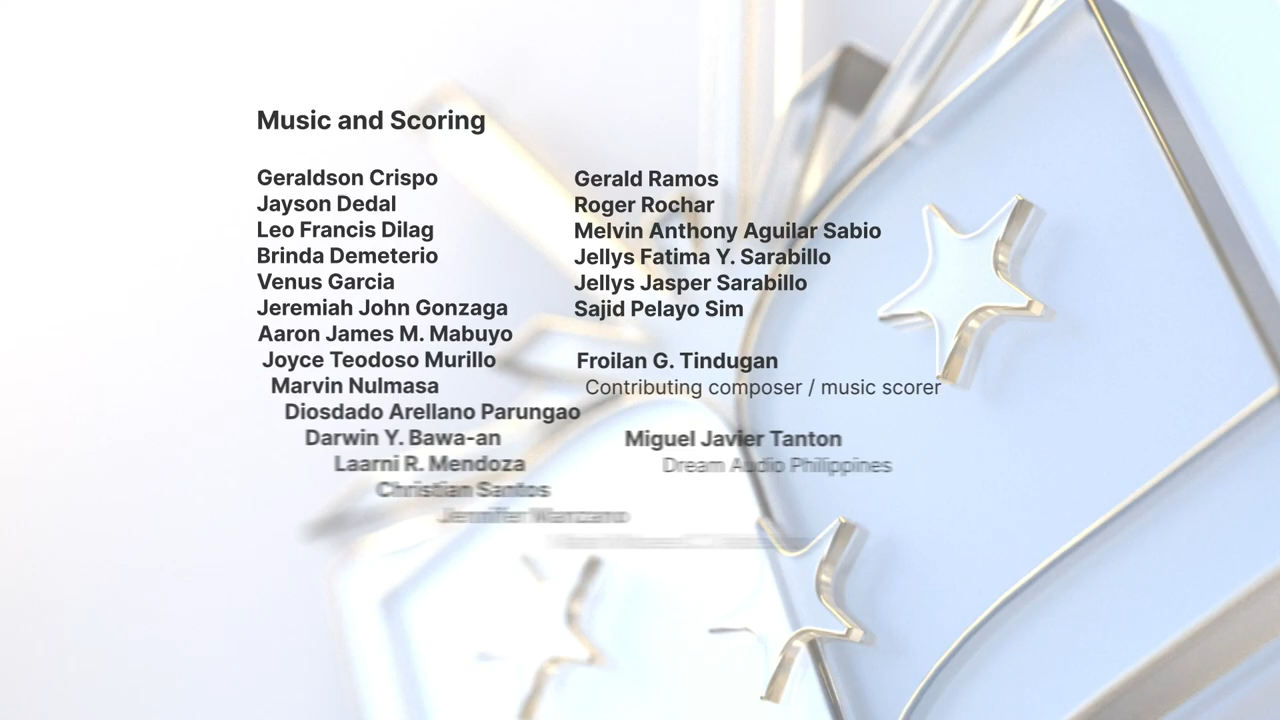 Music and Scoring
Geraldson Crispo
Jayson Dedal
Leo Francis Dilag
Brinda Demeterio
Venus Garcia
Jeremiah John Gonzaga
Aaron James M. Mabuyo
Joyce Teodoso Murillo
Marvin Nulmasa
Diosdado Arellano Parungao
Darwin Y. Bawa-an
Laarni R. Mendoza
Christian Santos
Jennifer Manzano
Gerald Ramos
Roger Rochar
Melvin Anthony Aguilar Sabio
Jellys Fatima Y. Sarabillo
Jellys Jasper Sarabillo
Sajid Pelayo Sim
Froilan G. Tindugan
Contributing composer / music scorer
Miguel Javier Tanton
Dream Audio Philippines